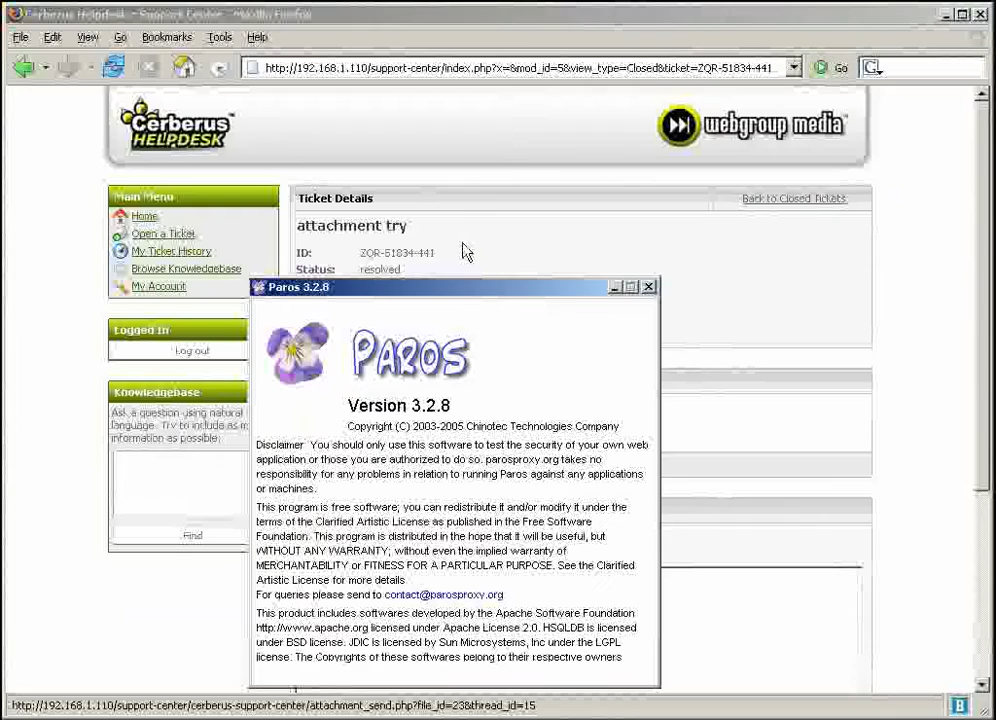 Cerberus Helpdesk - Support Center - Mozilla Firefox
File Edit View Go Bookmarks Tools Help
http://192.168.1.110/support-center/index.php?x=&mod_id=5&view_type=Closed&ticket=ZQR-51834-441
Go
Cerberus HELPDESK
webgroup media
Main Menu
Home
Open a Ticket
My Ticket History
Browse Knowledgebase
My Account
Ticket Details Back to Closed Tickets
attachment try
ID: ZQR-51834-441
Status: resolved
Logged In
Log out
Knowledgebase
Ask a question using natural
language. Try to include as m
information as possible:
Find
Paros 3.2.8
PAROS
Version 3.2.8
Copyright (C) 2003-2005 Chinotec Technologies Company
Disclaimer You should only use this software to test the security of your own web
application or those you are authorized to do so. parosproxy.org takes no
responsibility for any problems in relation to running Paros against any applications
or machines.
This program is free software; you can redistribute it and/or modify it under the
terms of the Clarified Artistic License as published in the Free Software
Foundation. This program is distributed in the hope that it will be useful, but
WITHOUT ANY WARRANTY; without even the implied warranty of
MERCHANTABILITY or FITNESS FOR A PARTICULAR PURPOSE. See the Clarified
Artistic License for more details
For queries please send to contact@parosproxy.org
This product includes softwares developed by the Apache Software Foundation
http://www.apache.org licensed under Apache License 2.0. HSQLDB is licensed
under BSD license. JDIC is licensed by Sun Microsystems, Inc under the LGPL
license. The Copyrights of these softwares belong to their respective owners
http://192.168.1.110/support-center/cerberus-support-center/attachment_send.php?file_id=23&thread_id=15